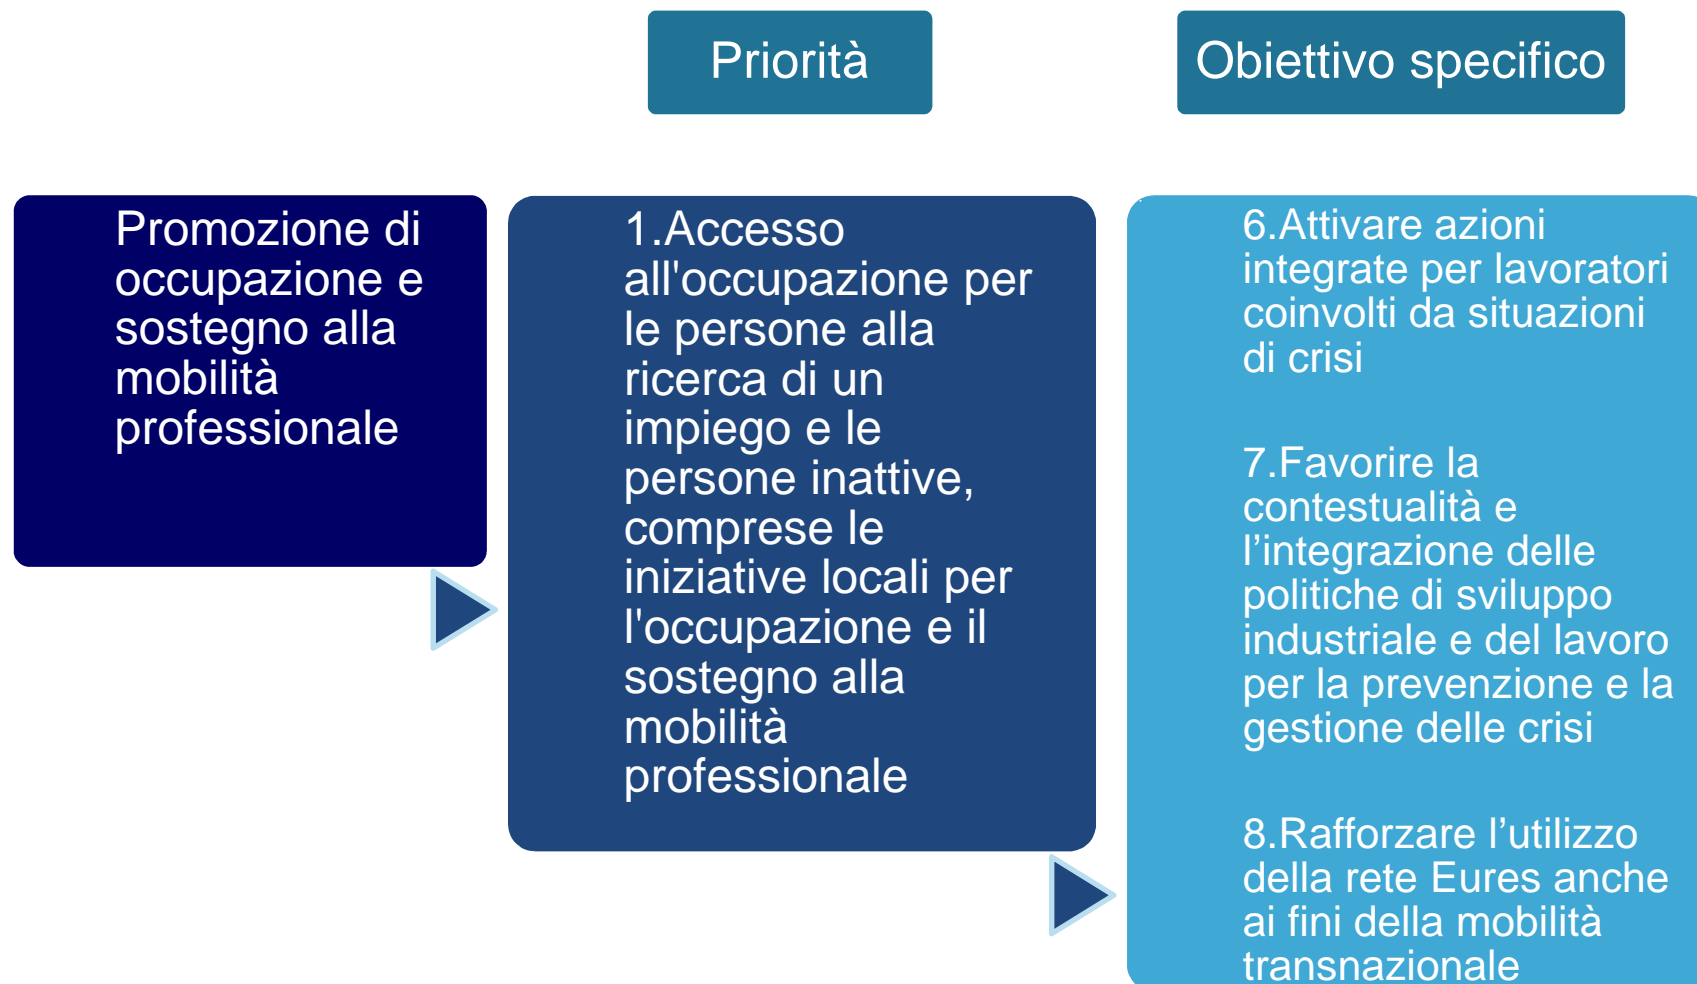 Priorità
Obiettivo specifico
Promozione di
occupazione e
sostegno alla
mobilità
professionale
1.Accesso
all'occupazione per
le persone alla
ricerca di un
impiego e le
persone inattive,
comprese le
iniziative locali per
l'occupazione e il
sostegno alla
mobilità
professionale
6.Attivare azioni
integrate per lavoratori
coinvolti da situazioni
di crisi
7.Favorire la
contestualità e
l’integrazione delle
politiche di sviluppo
industriale e del lavoro
per la prevenzione e la
gestione delle crisi
8.Rafforzare l’utilizzo
della rete Eures anche
ai fini della mobilità
transnazionale